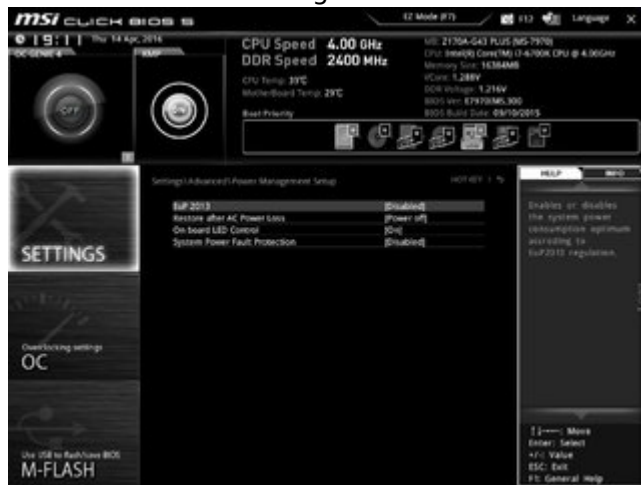 msi CLICK BIOS 5
EZ Mode (F7)
F12
Language
X
19:11 Thu 14 Apr, 2016
OC GENIE 4
XMP
OFF
CPU Speed 4.00 GHz
DDR Speed 2400 MHz
CPU Temp: 33°C
MotherBoard Temp: 29°C
MB: Z170A-G43 PLUS (MS-7970)
CPU: Intel(R) Core(TM) i7-6700K CPU @ 4.00GHz
Memory Size: 16384MB
VCore: 1.288V
DDR Voltage: 1.216V
BIOS Ver: E7970IMS.300
BIOS Build Date: 09/10/2015
Boot Priority
Settings\Advanced\Power Management Setup
HOT KEY
EuP 2013 [Disabled]
Restore after AC Power Loss [Power off]
On board LED Control [On]
System Power Fault Protection [Disabled]
SETTINGS
Overclocking settings
OC
Use USB to flash/save BIOS
M-FLASH
HELP
INFO
Enables or disables
the system power
consumption optimum
according to
EuP2013 regulation.
Move
Enter: Select
+/-: Value
ESC: Exit
F1: General Help